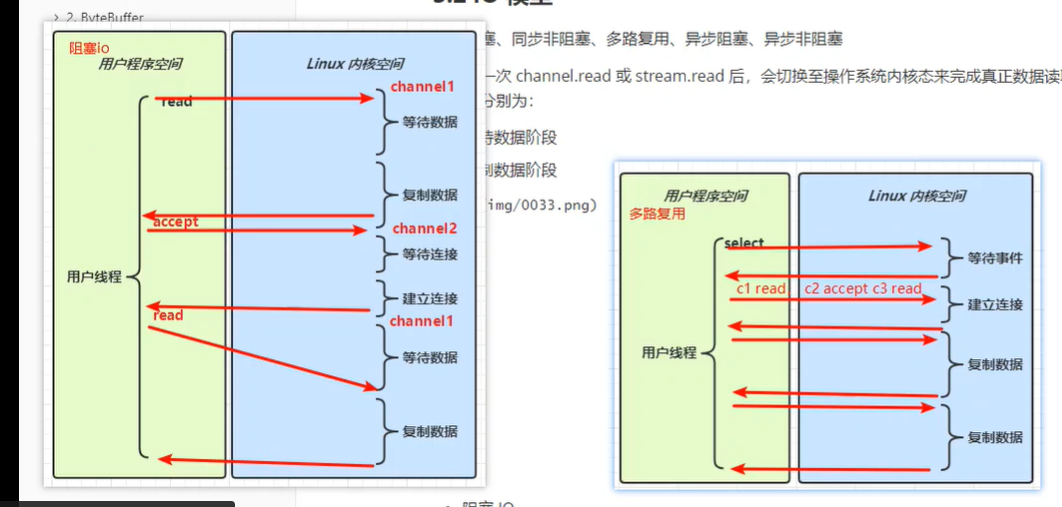 2. ByteBuffer
IO 模型
塞、同步非阻塞、多路复用、异步阻塞、异步非阻塞
一次 channel.read 或 stream.read 后，会切换至操作系统内核态来完成真正数据读
分别为：
待数据阶段
制数据阶段
img/0033.png)
阻塞io
用户程序空间
Linux 内核空间
channel1
read
等待数据
复制数据
accept
channel2
等待连接
用户线程
建立连接
read
channel1
等待数据
复制数据
用户程序空间
Linux 内核空间
多路复用
select
等待事件
c1 read
c2 accept c3 read
建立连接
用户线程
复制数据
复制数据
阻塞 IO